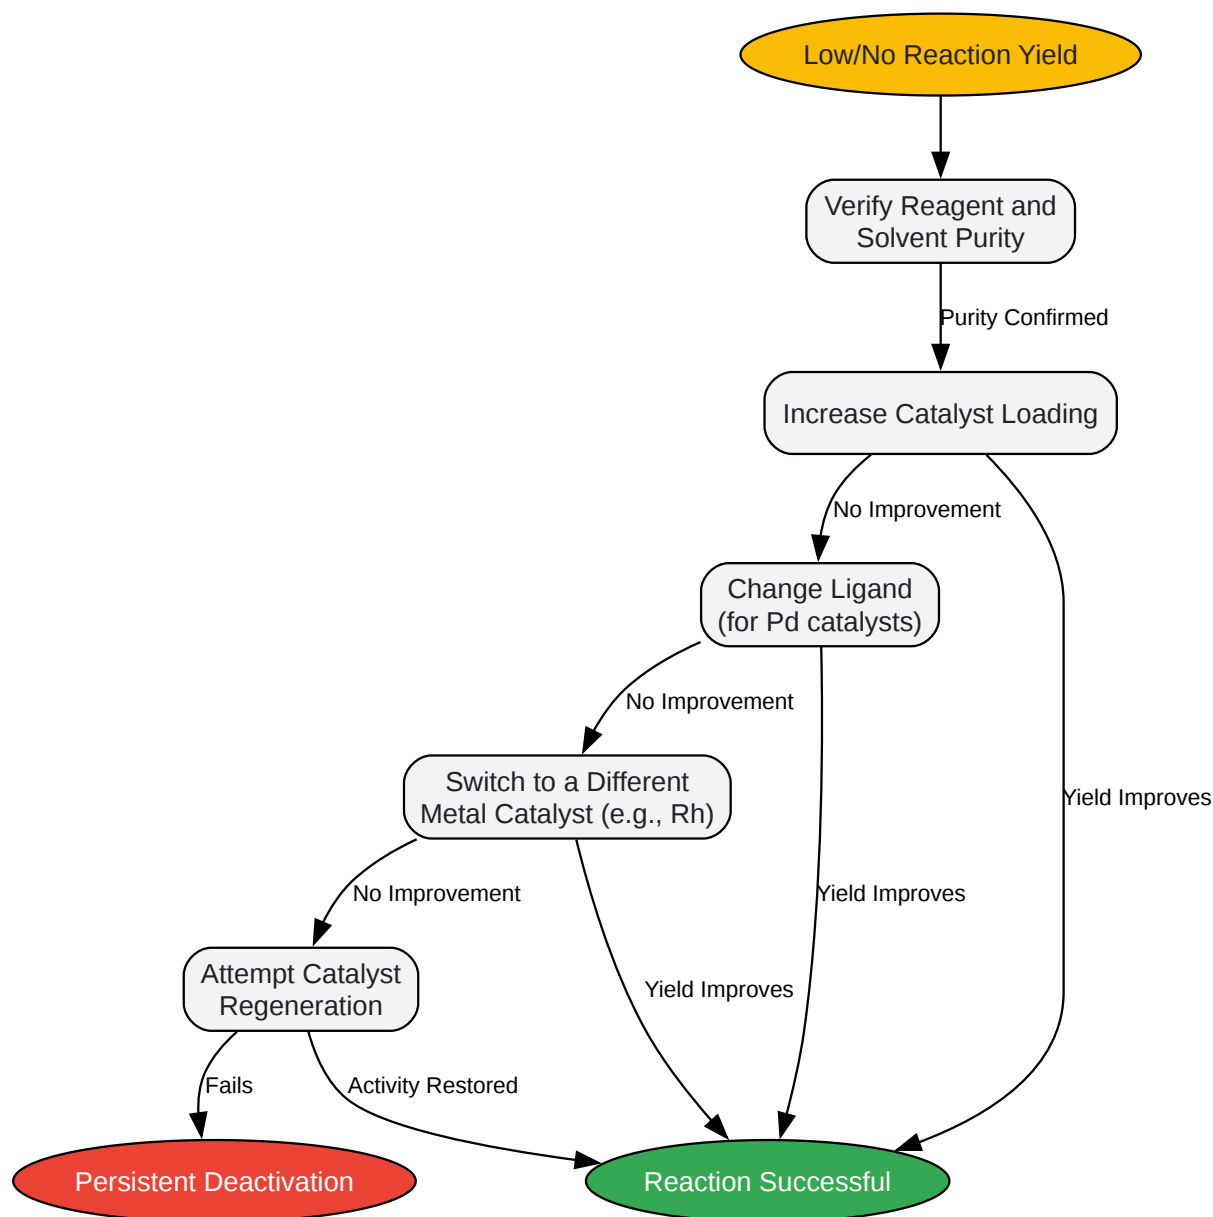 Low/No Reaction Yield
Verify Reagent and
Solvent Purity
Purity Confirmed
Increase Catalyst Loading
No Improvement
Change Ligand
(for Pd catalysts)
No Improvement
Switch to a Different
Metal Catalyst (e.g., Rh)
Yield Improves
No Improvement
Yield Improves
Attempt Catalyst
Regeneration
Yield Improves
Fails
Activity Restored
Persistent Deactivation
Reaction Successful